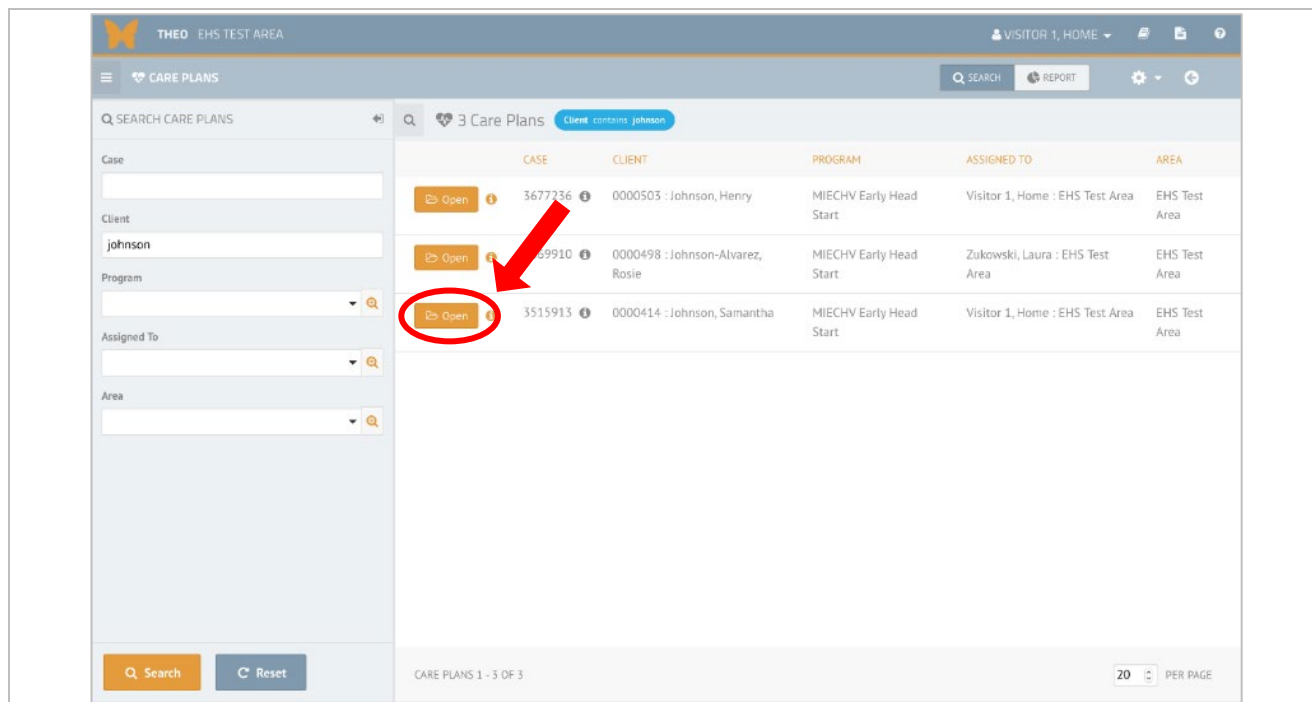 THEO EHS TEST AREA
VISITOR 1, HOME
CARE PLANS
SEARCH
REPORT
SEARCH CARE PLANS
3 Care Plans
Client contains johnson
Case
Client
johnson
Program
Assigned To
Area
CASE CLIENT PROGRAM ASSIGNED TO AREA
Open 3677236 0000503 : Johnson, Henry MIECHV Early Head Visitor 1, Home : EHS Test Area EHS Test
Start Area
Open 69910 0000498 : Johnson-Alvarez, MIECHV Early Head Zukowski, Laura : EHS Test EHS Test
Rosie Start Area Area
Open 3515913 0000414 : Johnson, Samantha MIECHV Early Head Visitor 1, Home : EHS Test Area EHS Test
Start Area
Search
Reset
CARE PLANS 1 - 3 OF 3
20 PER PAGE